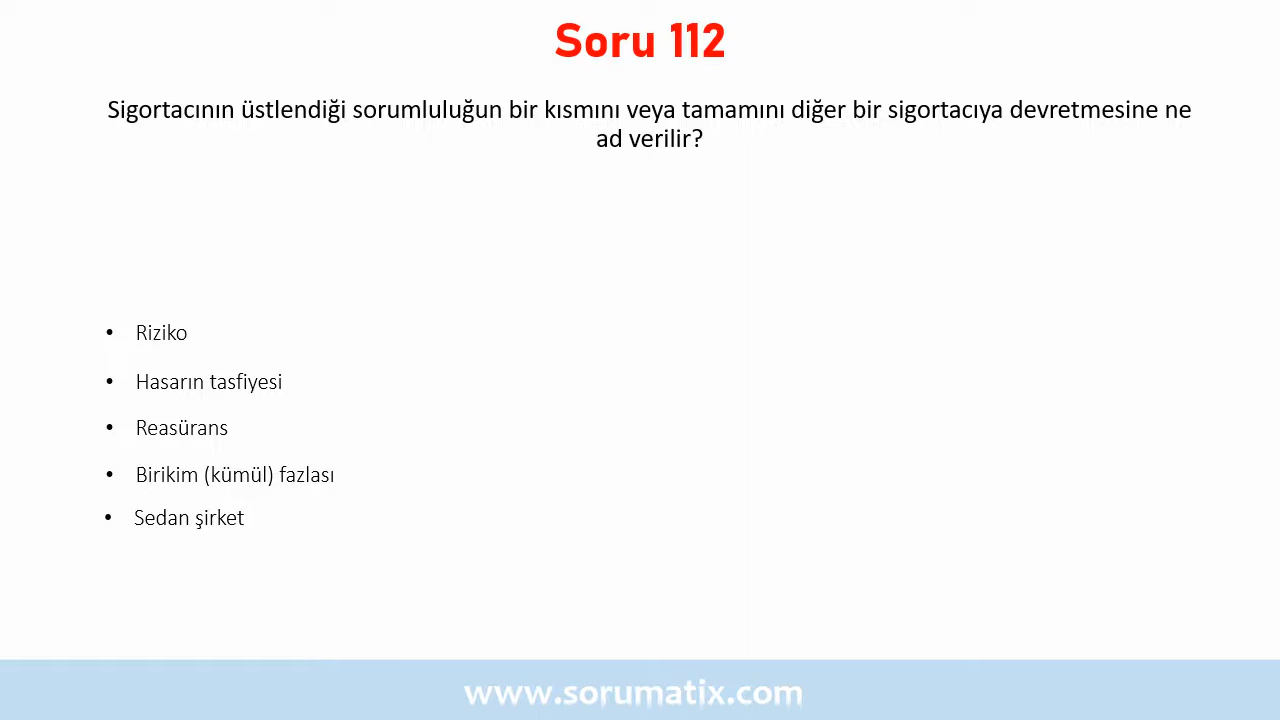 Soru 112
Sigortacının üstlendiği sorumluluğun bir kısmını veya tamamını diğer bir sigortacıya devretmesine ne
ad verilir?
• Riziko
• Hasarın tasfiyesi
• Reasürans
• Birikim (kümül) fazlası
• Sedan şirket
www.sorumatix.com